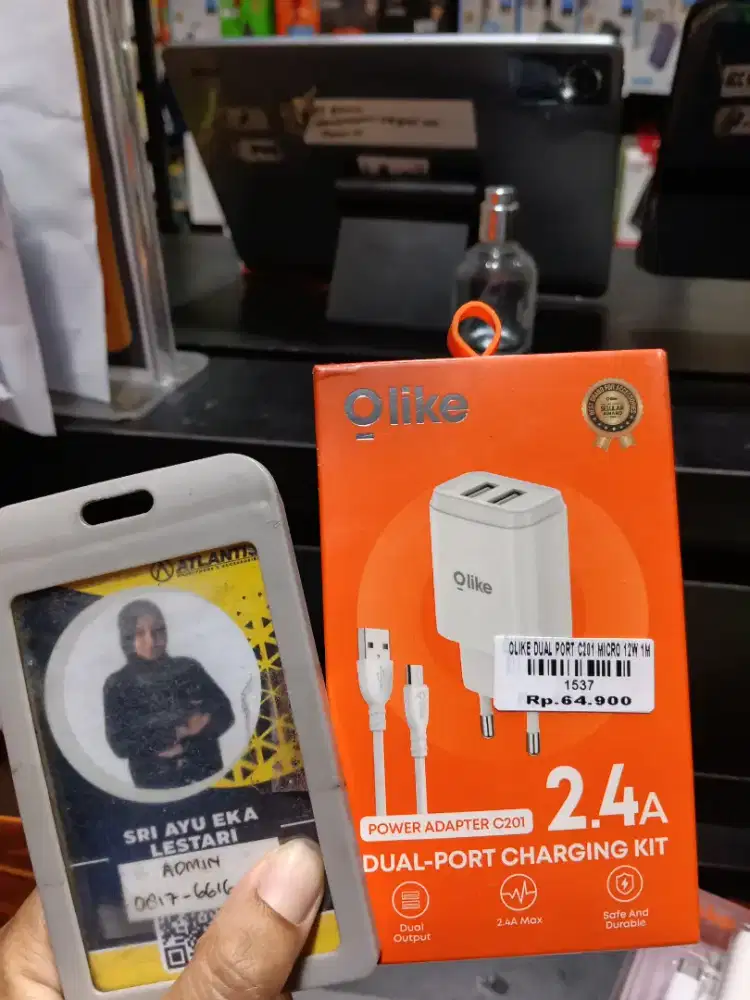 Olike
SELULAR
AWARD
Olike
OLIKE DUAL PORT C201 MICRO 12W 1M
1537
Rp.64.900
2.4A
POWER ADAPTER C201
DUAL-PORT CHARGING KIT
Dual
Output
2.4A Max
Safe And
Durable
ATLANTIS
SRI AYU EKA
LESTARI
ADMIN
0817-6616